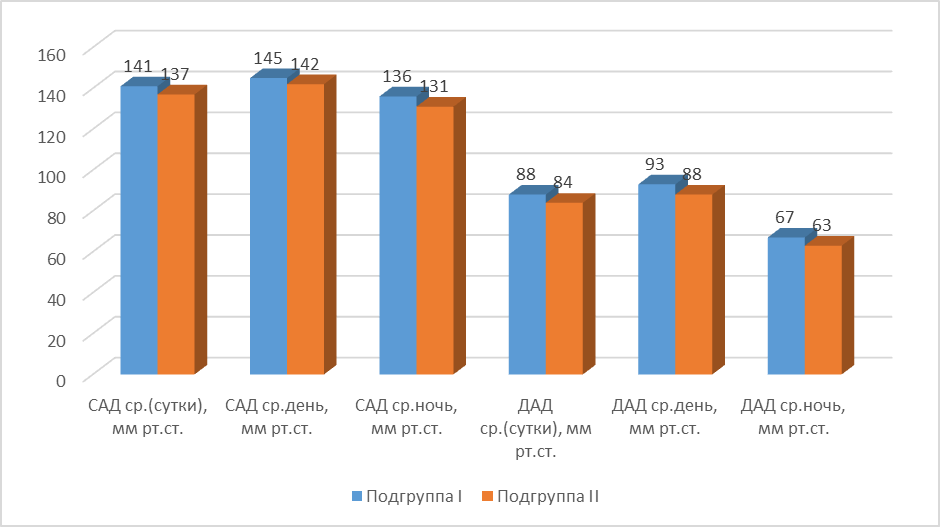 160
140
120
100
80
60
40
20
0
141
137
145
142
136
131
88
84
93
88
67
63
САД ср.(сутки),
мм рт.ст.
САД ср.день,
мм рт.ст.
САД ср.ночь,
мм рт.ст.
ДАД
ср.(сутки), мм
рт.ст.
ДАД ср.день,
мм рт.ст.
ДАД ср.ночь,
мм рт.ст.
Подгруппа I
Подгруппа II